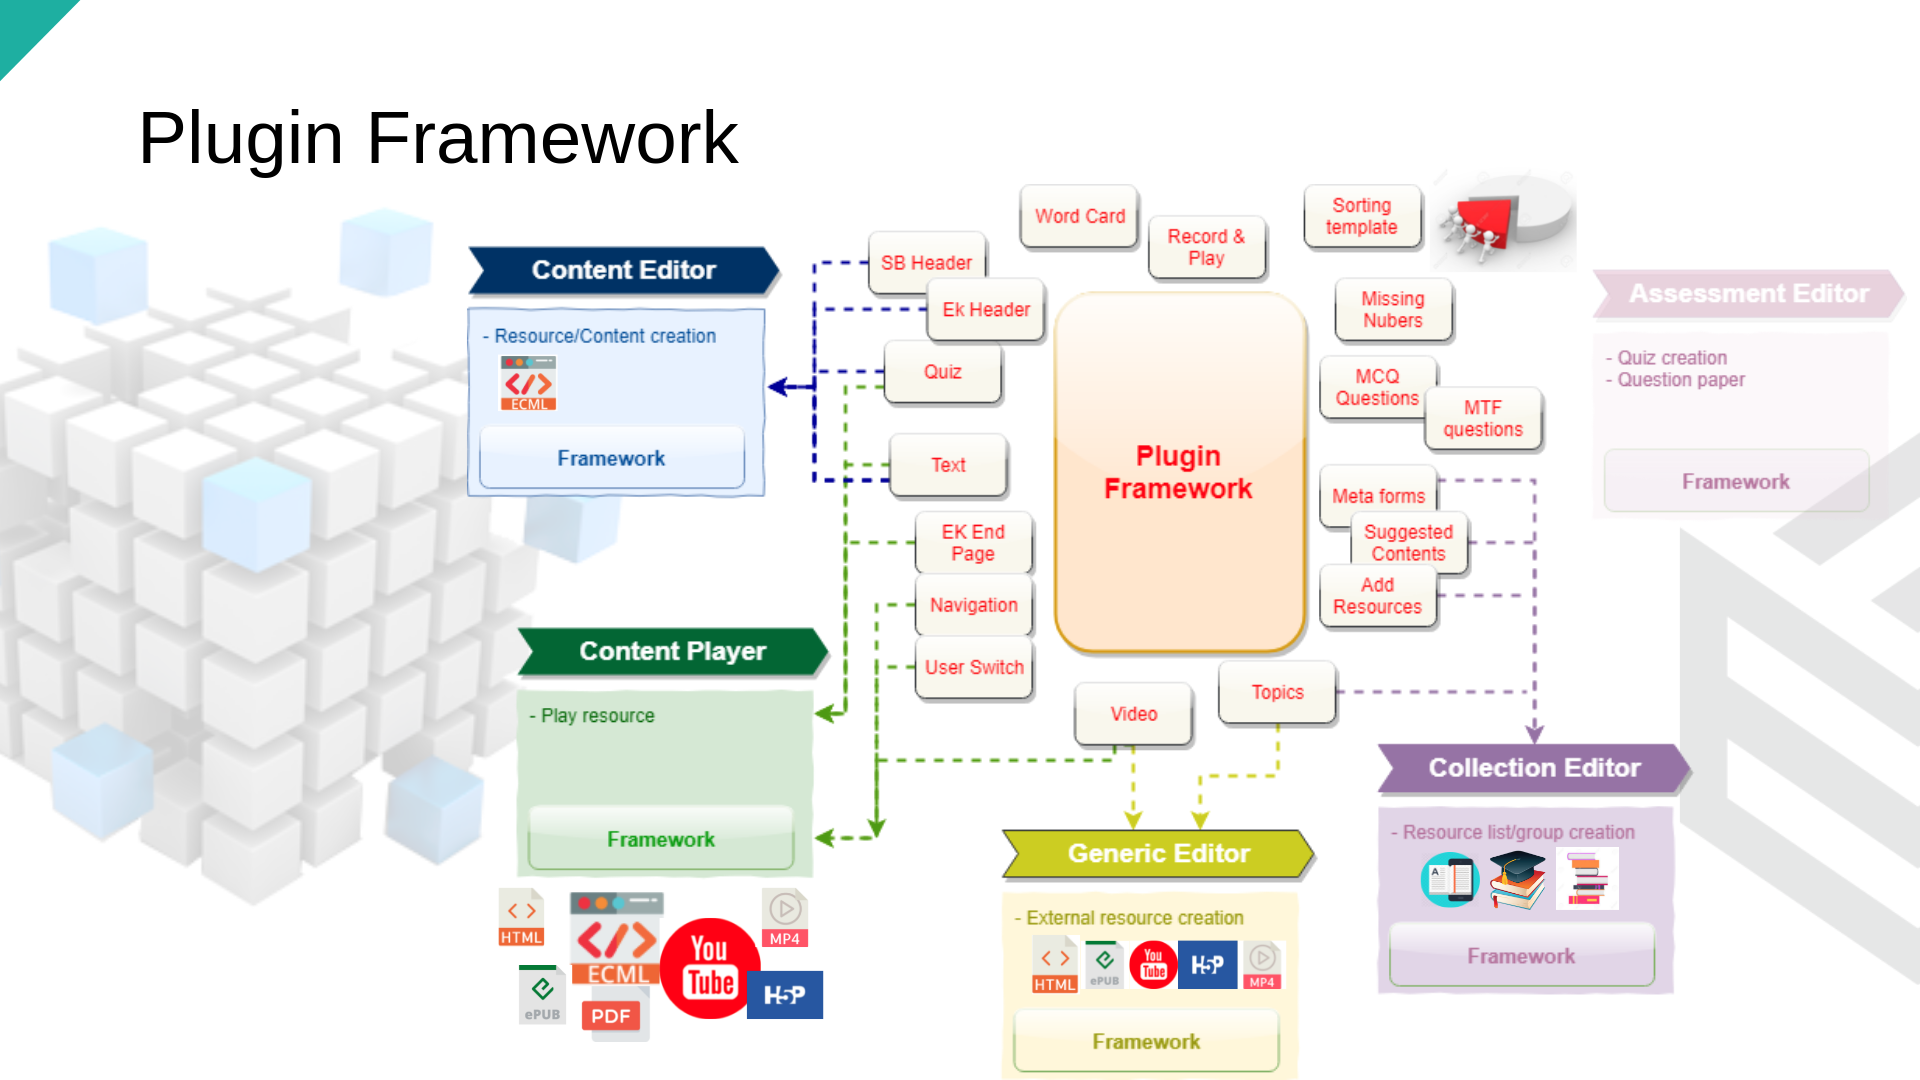 Plugin Framework
Word Card
Record &
Play
Sorting
template
SB Header
Ek Header
Quiz
Text
EK End
Page
Navigation
User Switch
Plugin
Framework
Missing
Nubers
MCQ
Questions
MTF
questions
Meta forms
Suggested
Contents
Add
Resources
Topics
Video
Content Editor
- Resource/Content creation
ECML
Framework
Assessment Editor
- Quiz creation
- Question paper
Framework
Content Player
- Play resource
Framework
HTML
ECML
You
Tube
MP4
ePUB
PDF
H5P
Generic Editor
- External resource creation
HTML
ePUB
You
Tube
H5P
MP4
Framework
Collection Editor
- Resource list/group creation
A
Framework